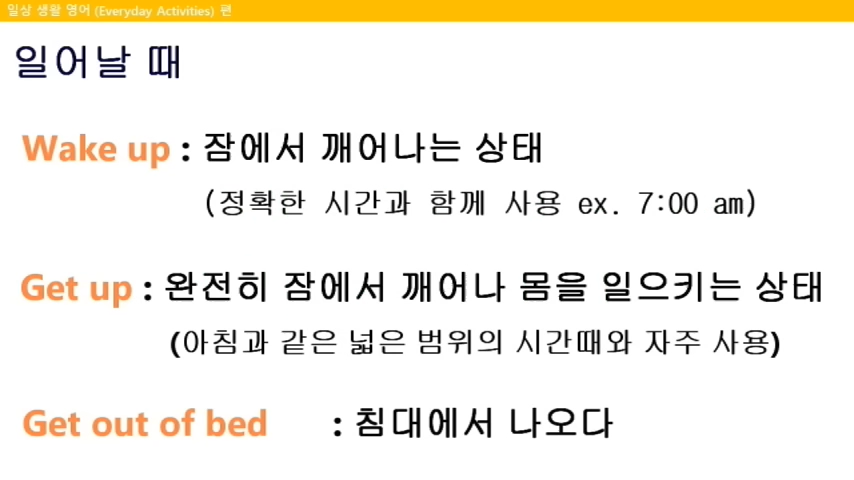 일상 생활 영어 (Everyday Activities) 편
일어날 때
Wake up : 잠에서 깨어나는 상태
(정확한 시간과 함께 사용 ex. 7:00 am)
Get up : 완전히 잠에서 깨어나 몸을 일으키는 상태
(아침과 같은 넓은 범위의 시간때와 자주 사용)
Get out of bed : 침대에서 나오다